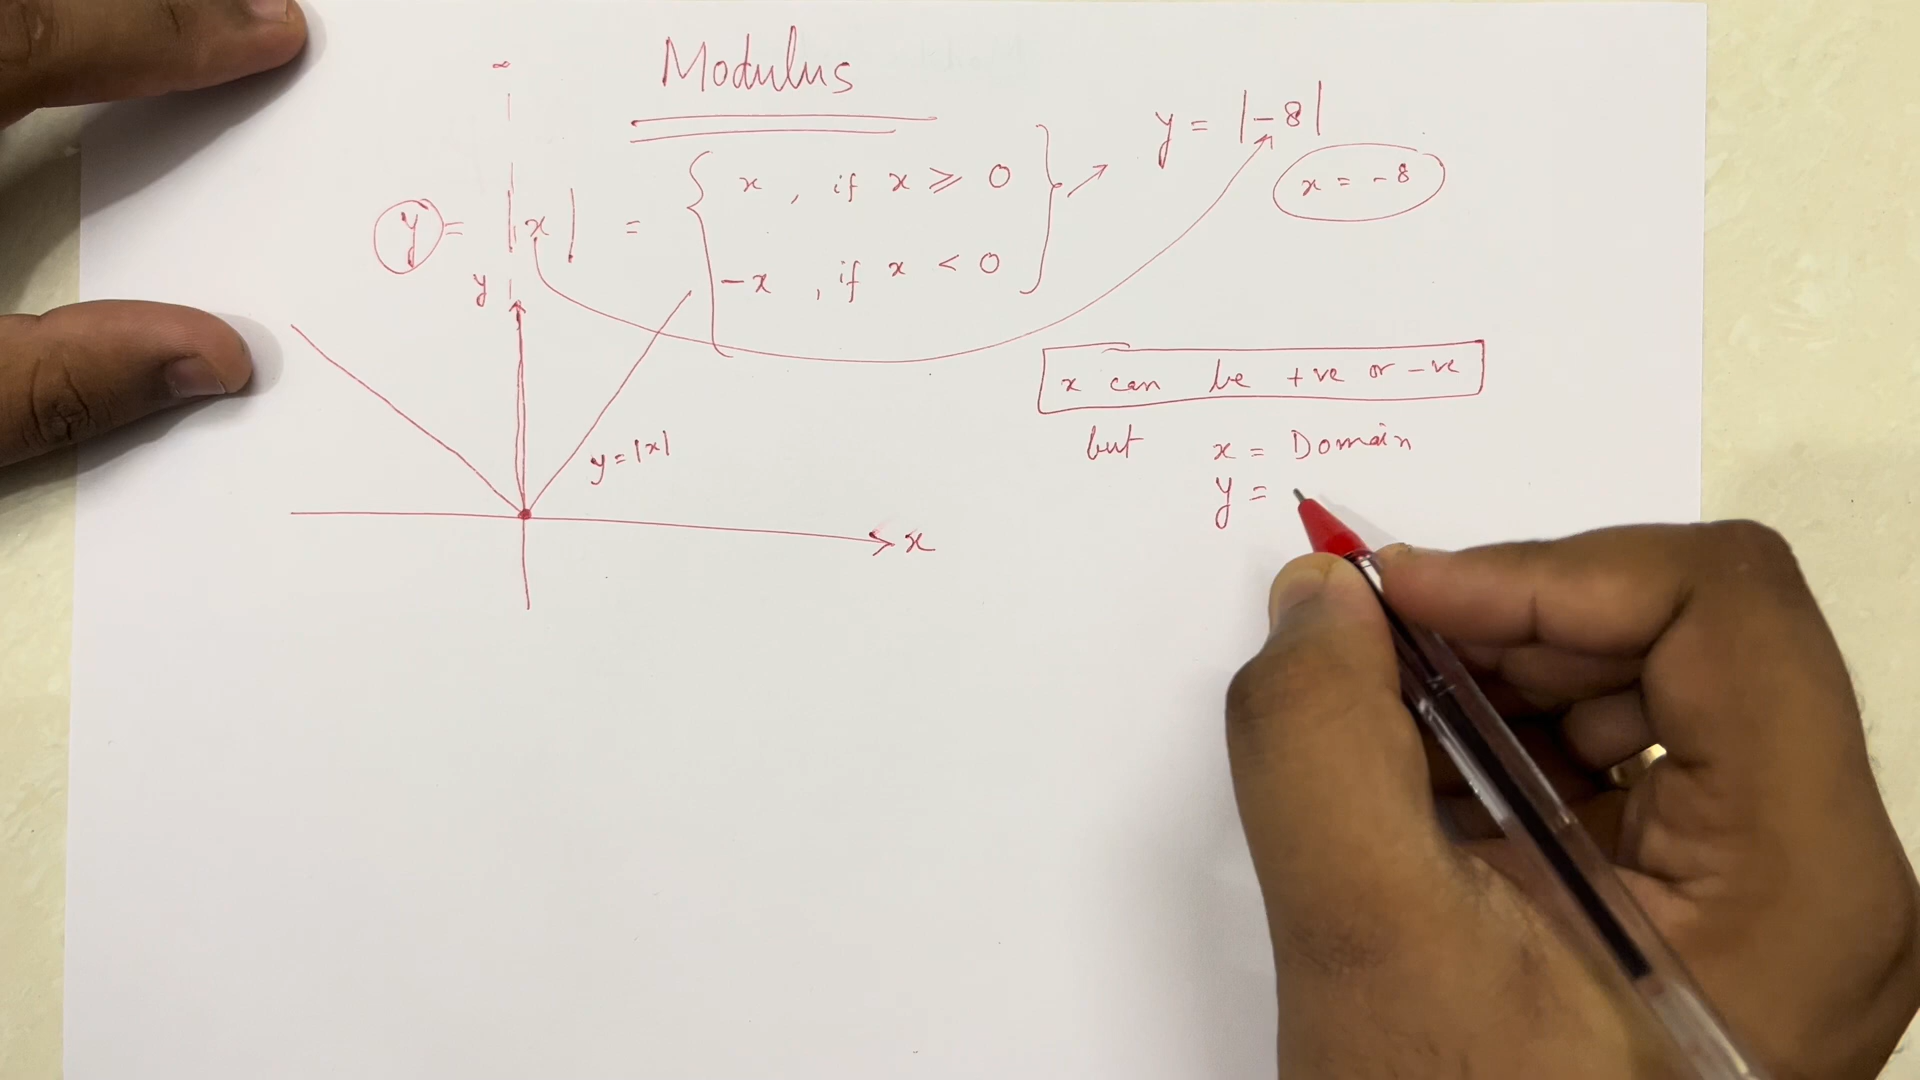 Modulus
∞
y = |x| = { x , if x ⩾ 0
-x , if x < 0 }
y = |-8|
x = -8
y
y = |x|
x
x can be +ve or -ve
but x = Domain
y =